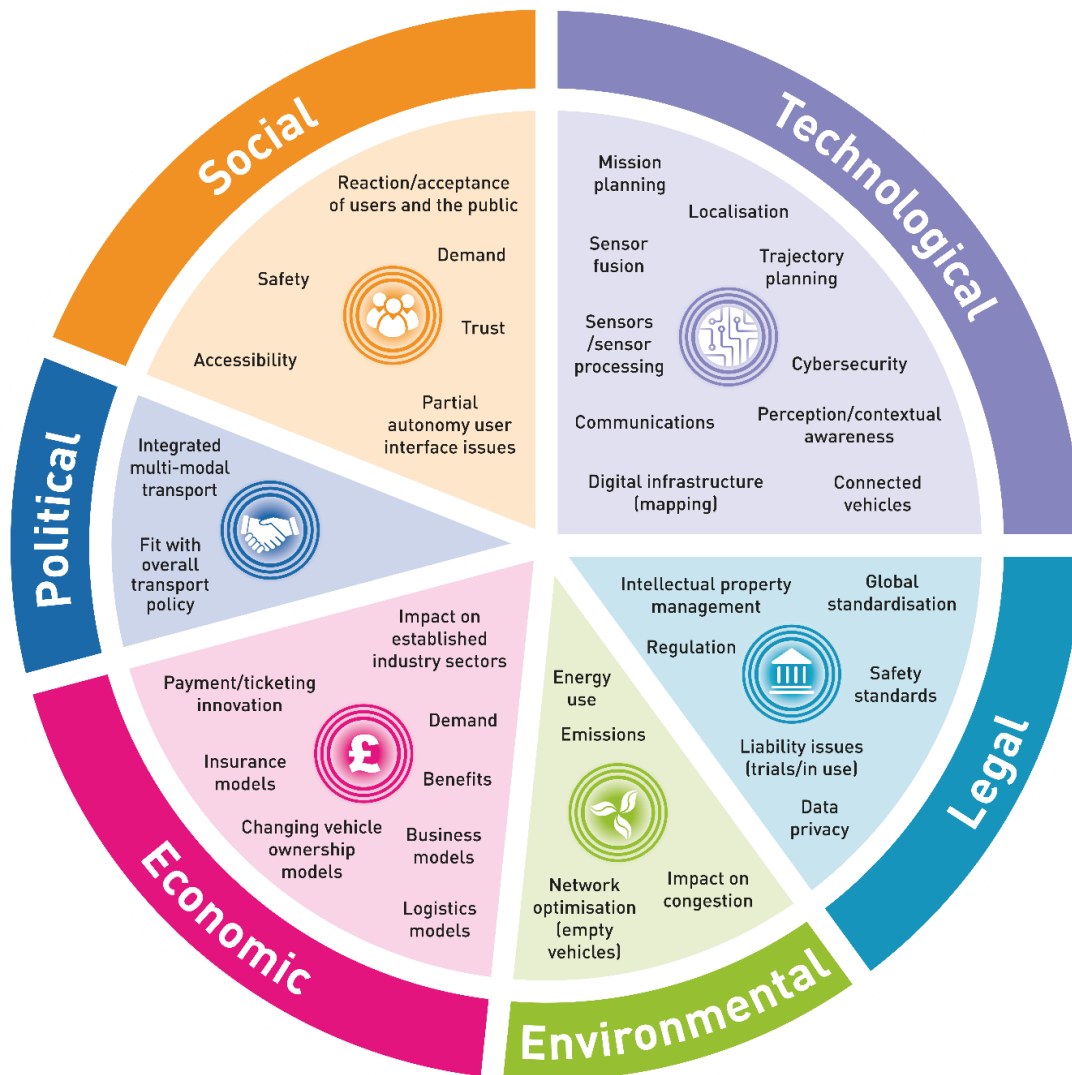 Social
Reaction/acceptance
of users and the public
Demand
Safety
Trust
Accessibility
Partial
autonomy user
interface issues
Technological
Mission
planning
Localisation
Sensor
fusion
Trajectory
planning
Sensors
/sensor
processing
Cybersecurity
Communications
Perception/contextual
awareness
Digital infrastructure
(mapping)
Connected
vehicles
Legal
Intellectual property
management
Global
standardisation
Regulation
Safety
standards
Liability issues
(trials/in use)
Data
privacy
Environmental
Energy
use
Emissions
Network
optimisation
(empty
vehicles)
Impact on
congestion
Economic
Impact on
established
industry sectors
Payment/ticketing
innovation
Demand
£
Insurance
models
Benefits
Changing vehicle
ownership
models
Business
models
Logistics
models
Political
Integrated
multi-modal
transport
Fit with
overall
transport
policy